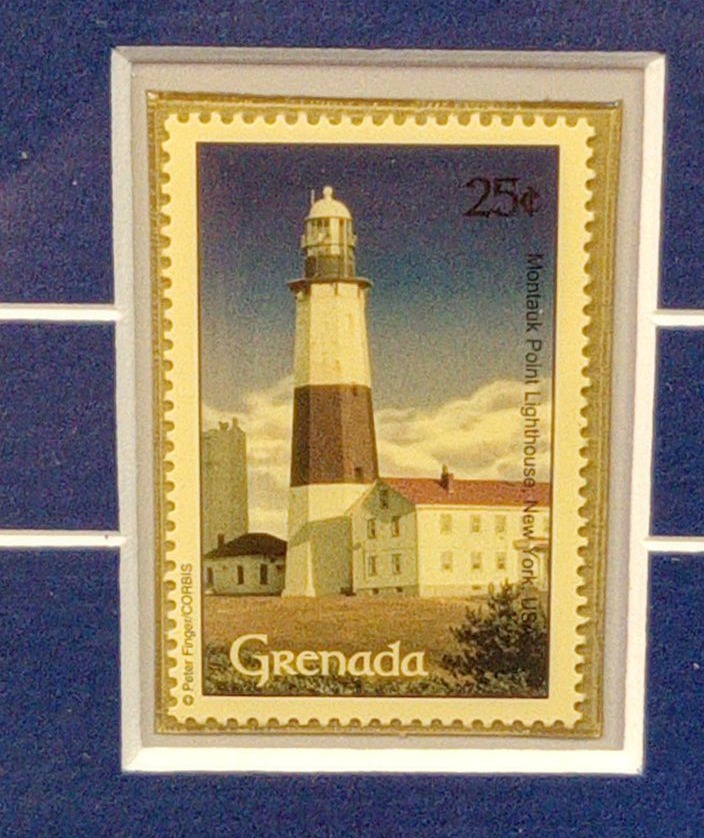 25¢
Montauk Point Lighthouse, New York, USA
© Peter Finger/CORBIS
Grenada